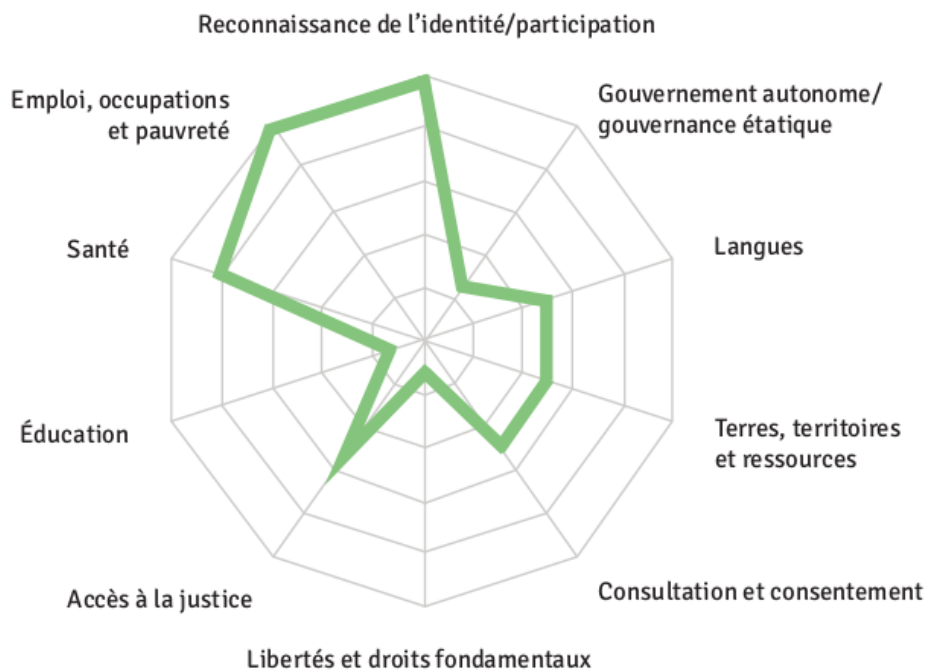 Reconnaissance de l’identité/participation
Gouvernement autonome/
gouvernance étatique
Langues
Terres, territoires
et ressources
Consultation et consentement
Libertés et droits fondamentaux
Accès à la justice
Éducation
Santé
Emploi, occupations
et pauvreté